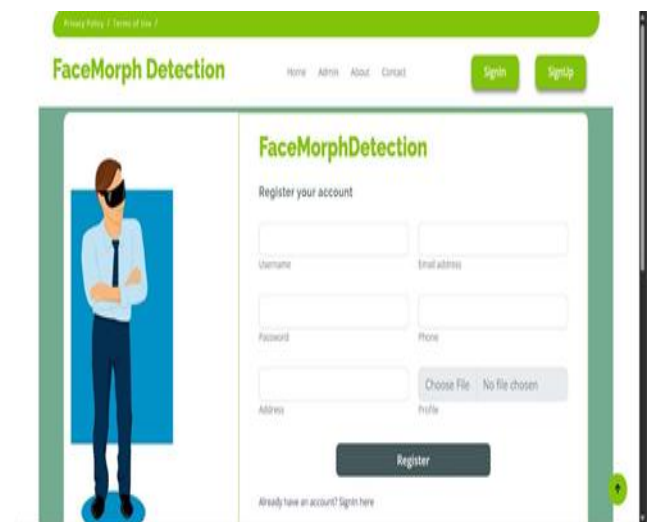 Privacy Policy / Terms of Use /
FaceMorph Detection
Home Admin About Contact
SignIn SignUp
FaceMorphDetection
Register your account
Username Email address
Password Phone
Choose File No file chosen
Address Profile
Register
Already have an account? SignIn here